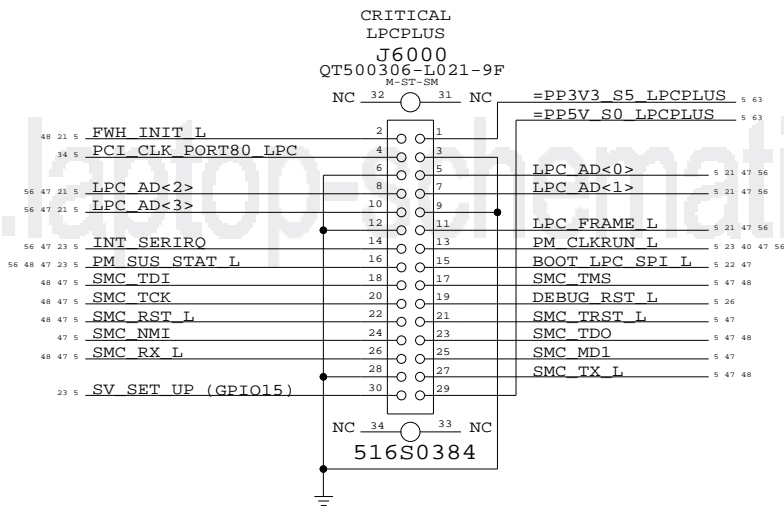 CRITICAL
LPCPLUS
J6000
QT500306-L021-9F
M-ST-SM
NC 32 31 NC =PP3V3_S5_LPCPLUS 5 63
=PP5V_S0_LPCPLUS 5 63
48 21 5 FWH_INIT_L 2 1
34 5 PCI_CLK_PORT80_LPC 4 3
6 5 LPC_AD<0> 5 21 47 56
56 47 21 5 LPC_AD<2> 8 7 LPC_AD<1> 5 21 47 56
56 47 21 5 LPC_AD<3> 10 9
12 11 LPC_FRAME_L 5 21 47 56
56 47 23 5 INT_SERIRQ 14 13 PM_CLKRUN_L 5 23 40 47 56
56 48 47 23 5 PM_SUS_STAT_L 16 15 BOOT_LPC_SPI_L 5 22 47
48 47 5 SMC_TDI 18 17 SMC_TMS 5 47 48
48 47 5 SMC_TCK 20 19 DEBUG_RST_L 5 26
48 47 5 SMC_RST_L 22 21 SMC_TRST_L 5 47
47 5 SMC_NMI 24 23 SMC_TDO 5 47 48
48 47 5 SMC_RX_L 26 25 SMC_MD1 5 47
28 27 SMC_TX_L 5 47 48
23 5 SV_SET_UP (GPIO15) 30 29
NC 34 33 NC
516S0384
.laptop-schemati